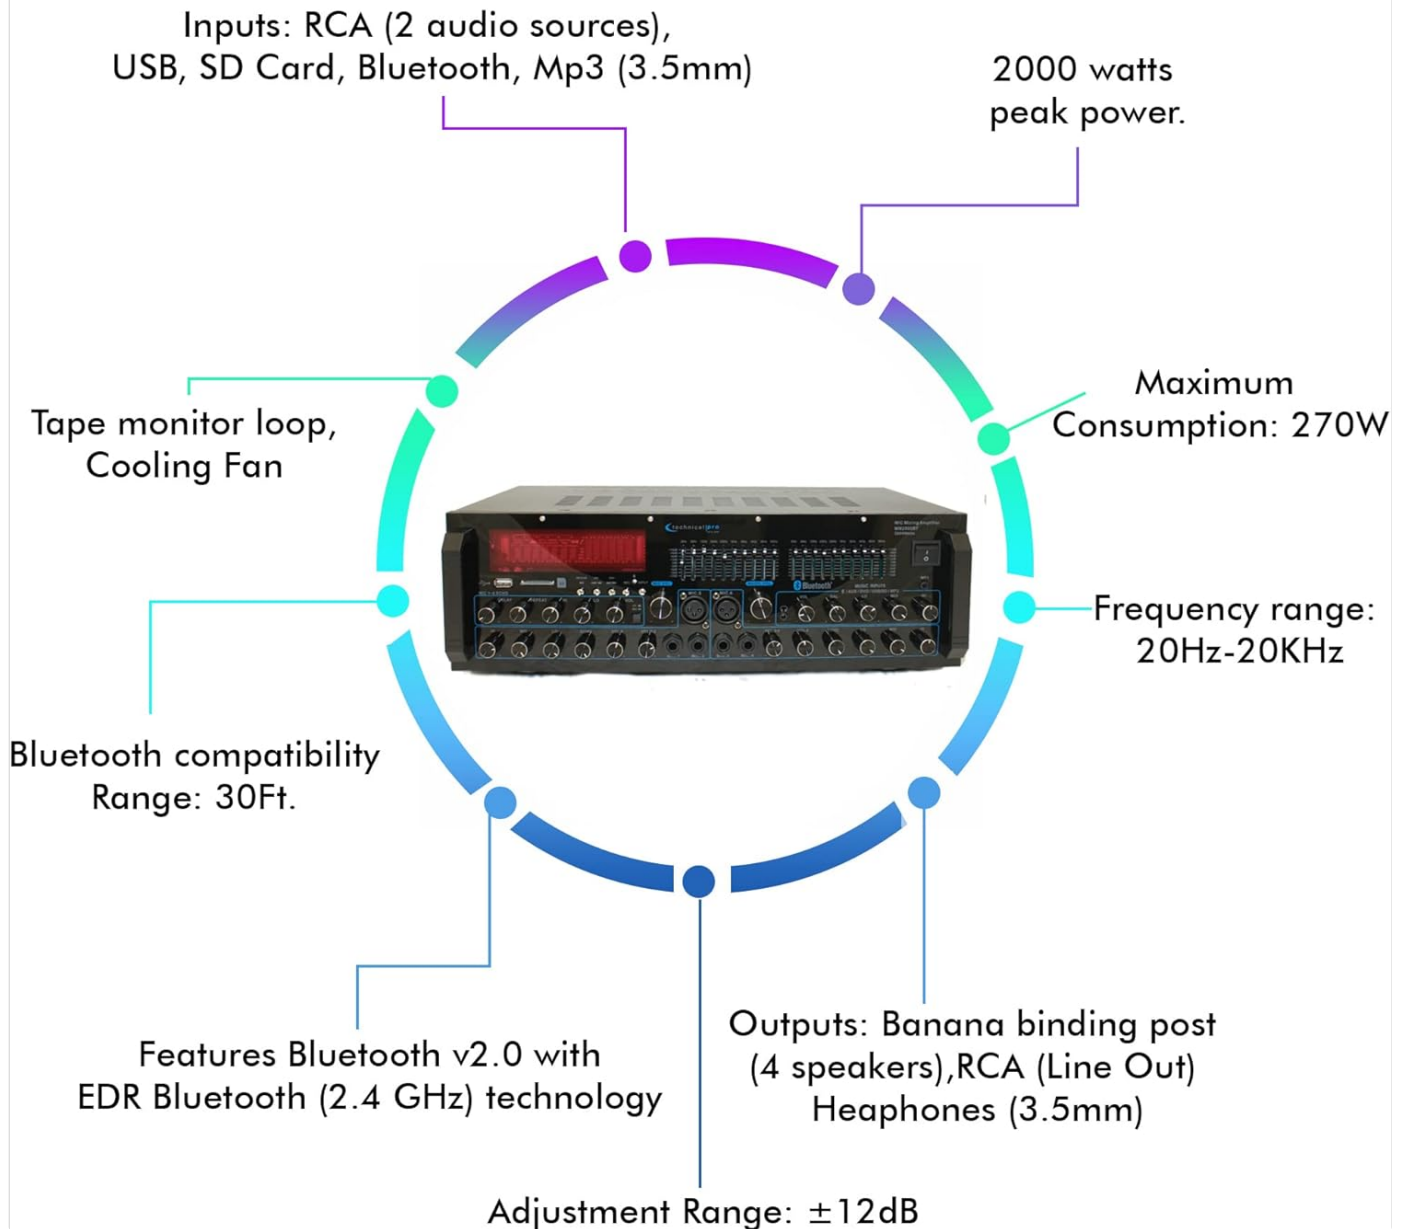 Inputs: RCA (2 audio sources),
USB, SD Card, Bluetooth, Mp3 (3.5mm)
2000 watts
peak power.
Maximum
Consumption: 270W
Tape monitor loop,
Cooling Fan
technical pro
Bluetooth
Frequency range:
20Hz-20KHz
Bluetooth compatibility
Range: 30Ft.
Features Bluetooth v2.0 with
EDR Bluetooth (2.4 GHz) technology
Outputs: Banana binding post
(4 speakers),RCA (Line Out)
Heaphones (3.5mm)
Adjustment Range: ±12dB